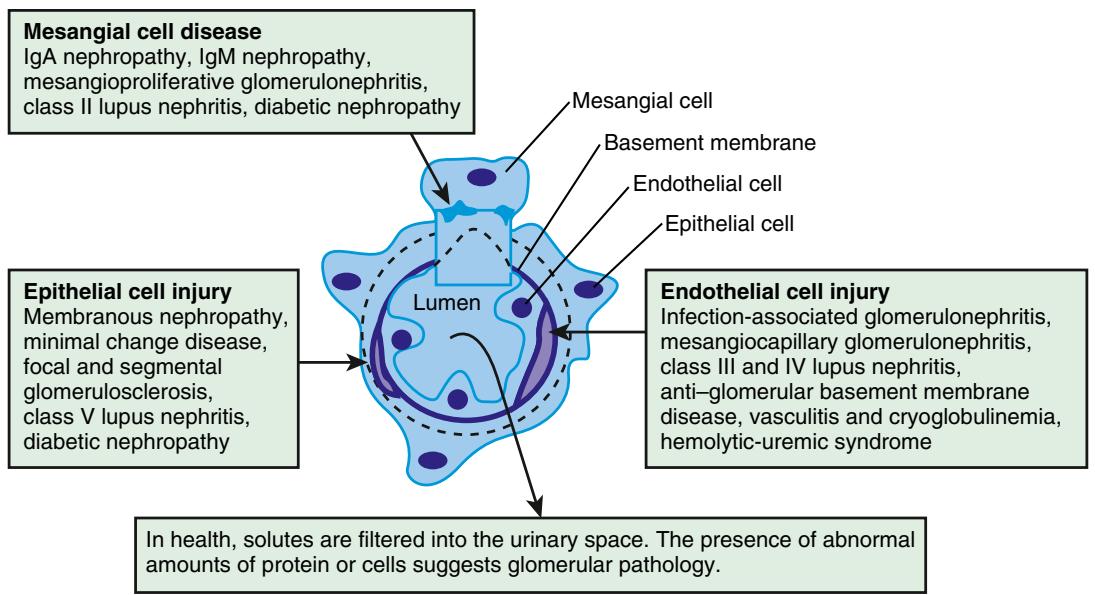 Mesangial cell disease
IgA nephropathy, IgM nephropathy,
mesangioproliferative glomerulonephritis,
class II lupus nephritis, diabetic nephropathy
Mesangial cell
Basement membrane
Endothelial cell
Epithelial cell
Epithelial cell injury
Membranous nephropathy,
minimal change disease,
focal and segmental
glomerulosclerosis,
class V lupus nephritis,
diabetic nephropathy
Lumen
Endothelial cell injury
Infection-associated glomerulonephritis,
mesangiocapillary glomerulonephritis,
class III and IV lupus nephritis,
anti–glomerular basement membrane
disease, vasculitis and cryoglobulinemia,
hemolytic-uremic syndrome
In health, solutes are filtered into the urinary space. The presence of abnormal
amounts of protein or cells suggests glomerular pathology.